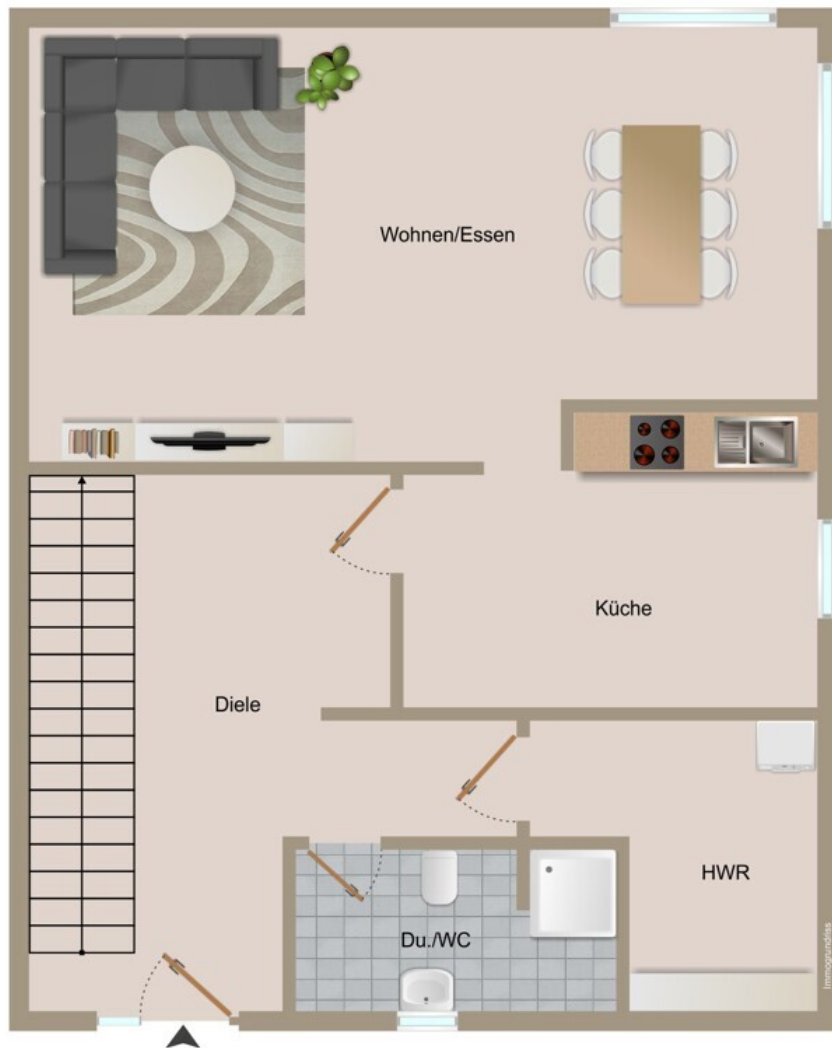 Wohnen/Essen
Küche
Diele
HWR
Du./WC
Immogrundriss